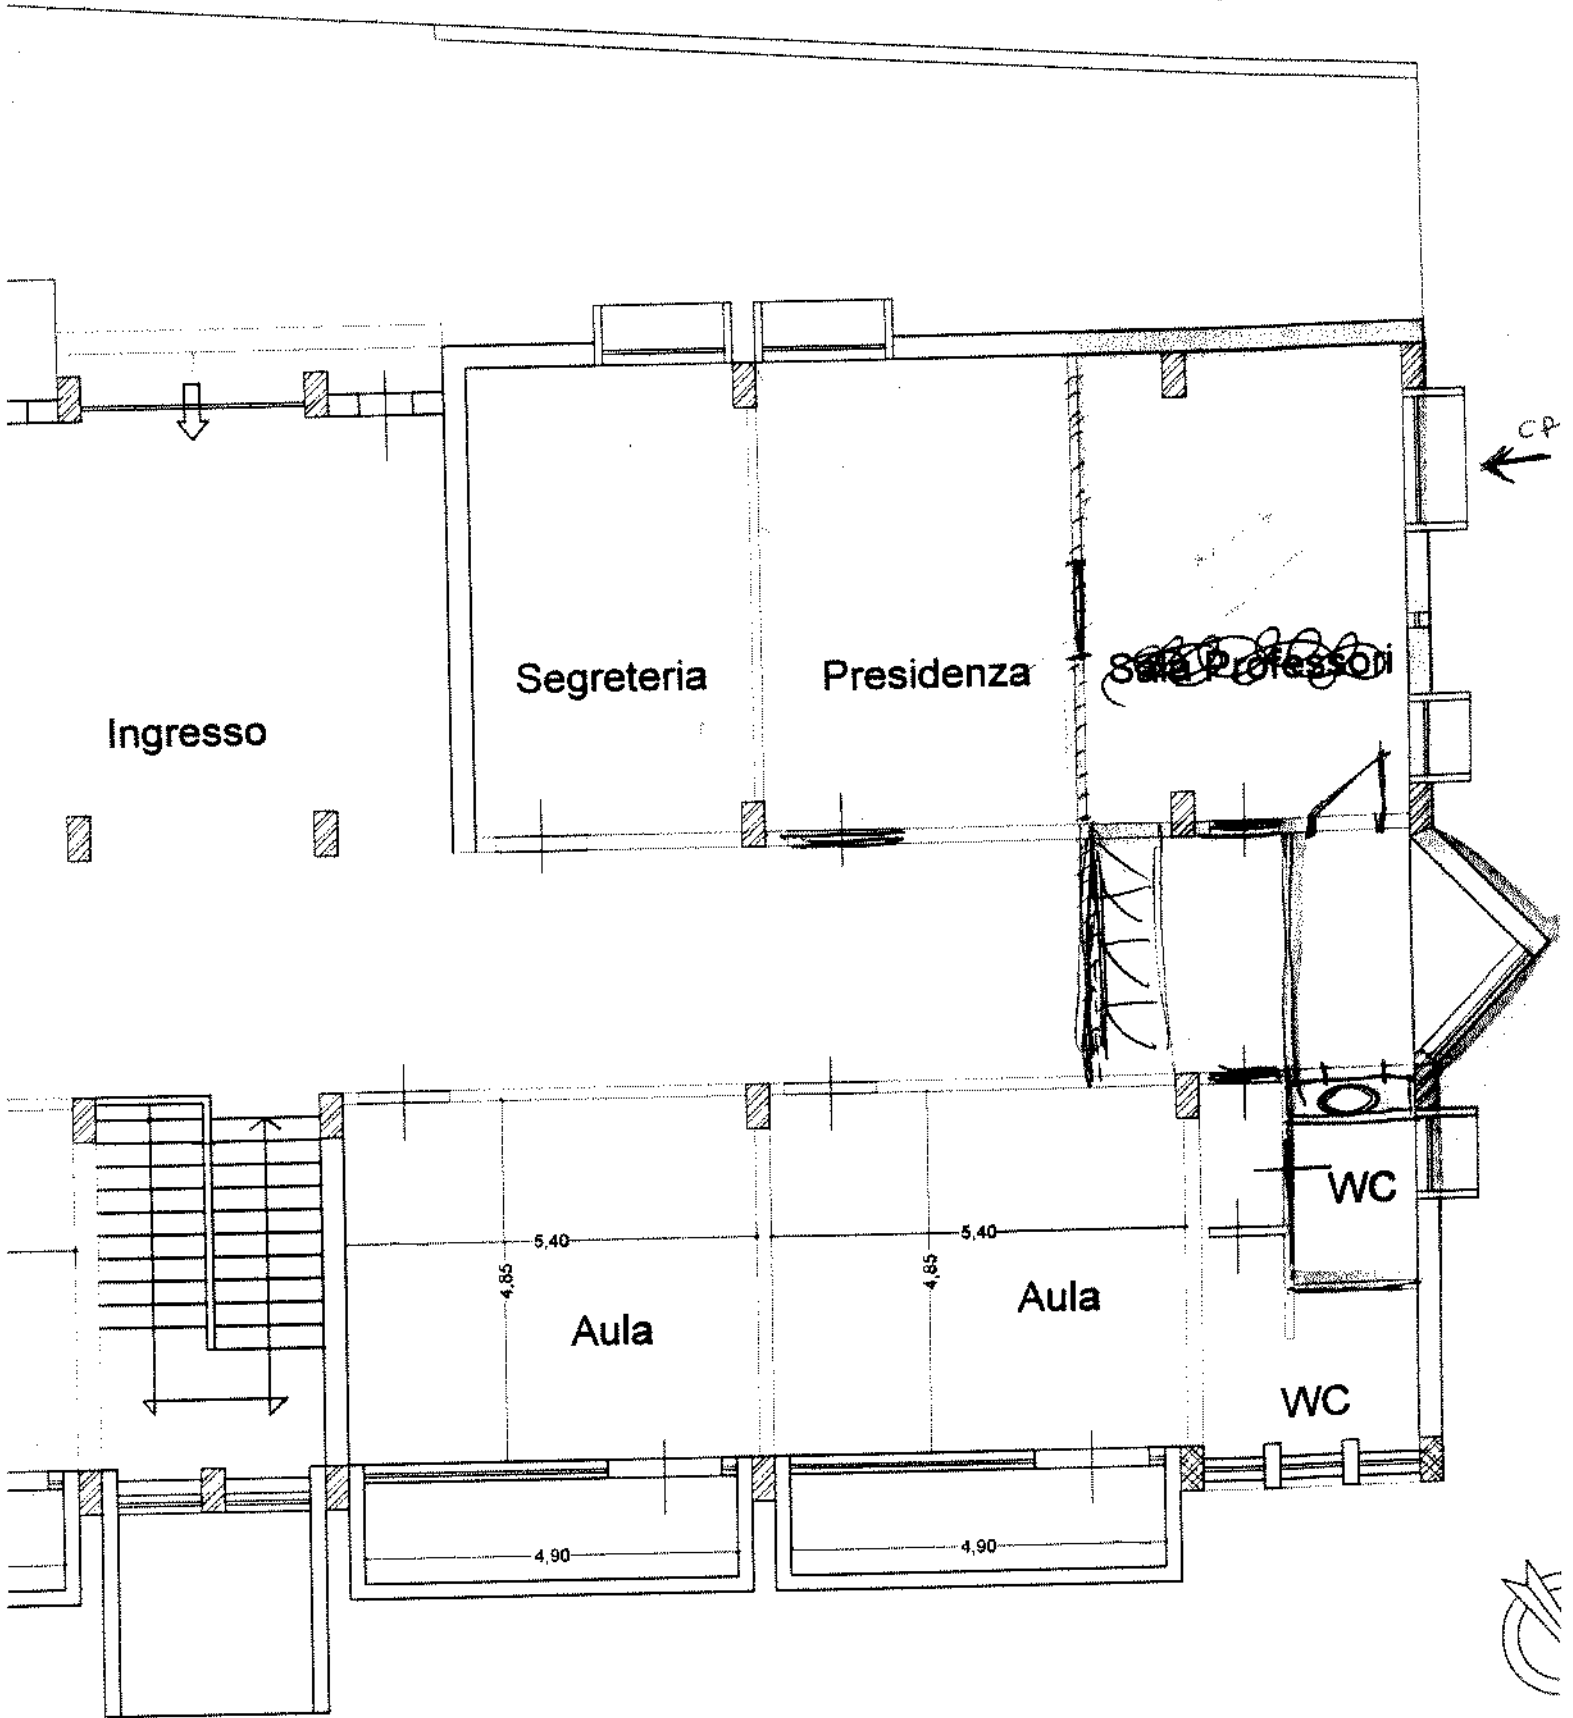 CP
Sala Professori
Segreteria
Presidenza
Ingresso
WC
5,40
5,40
4,85
4,85
Aula
Aula
WC
4,90
4,90